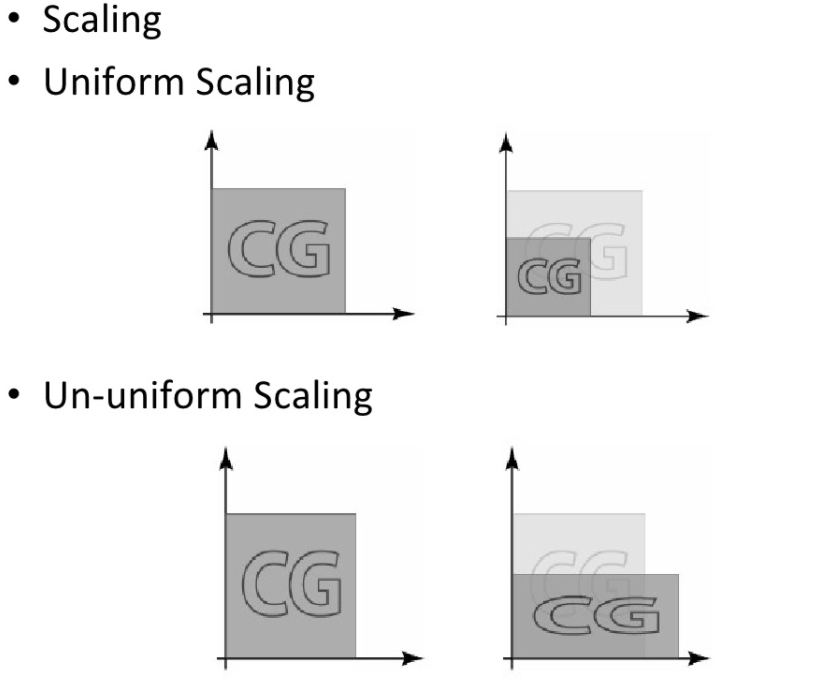 • Scaling
• Uniform Scaling
CG
CG
CG
• Un-uniform Scaling
CG
CG
CG